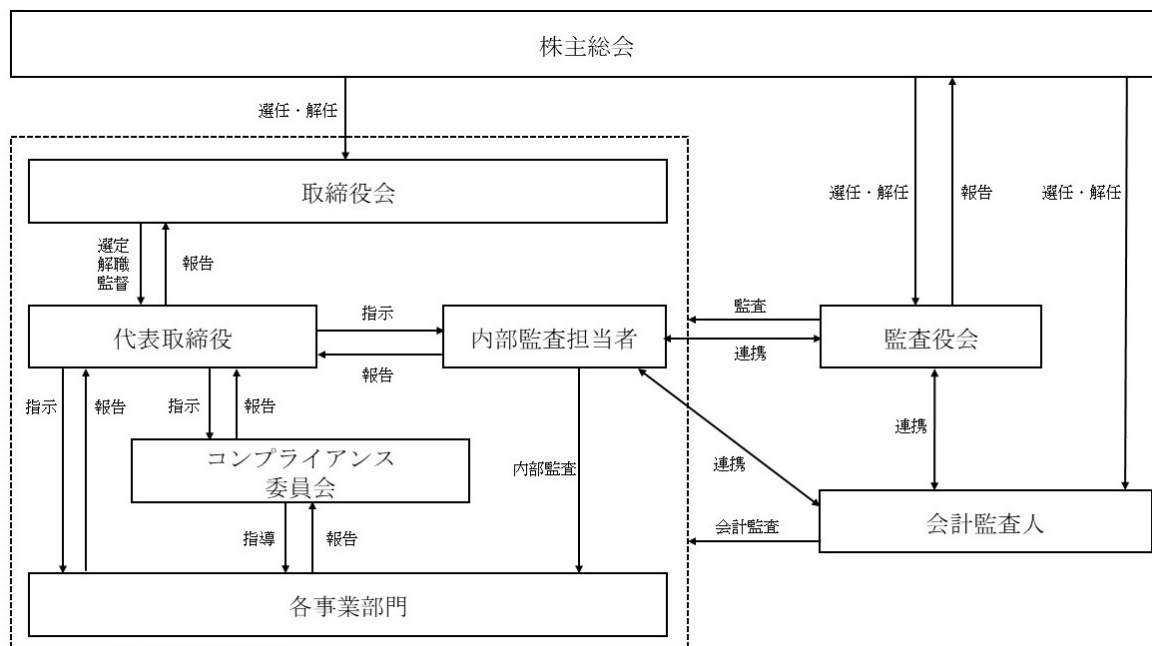 株主総会
選任・解任
取締役会
選任・解任
報告
選任・解任
選定
解職
監督
報告
代表取締役
指示
報告
内部監査担当者
監査
連携
監査役会
指示
報告
指示
報告
コンプライアンス
委員会
内部監査
連携
連携
指導
報告
会計監査
会計監査人
各事業部門